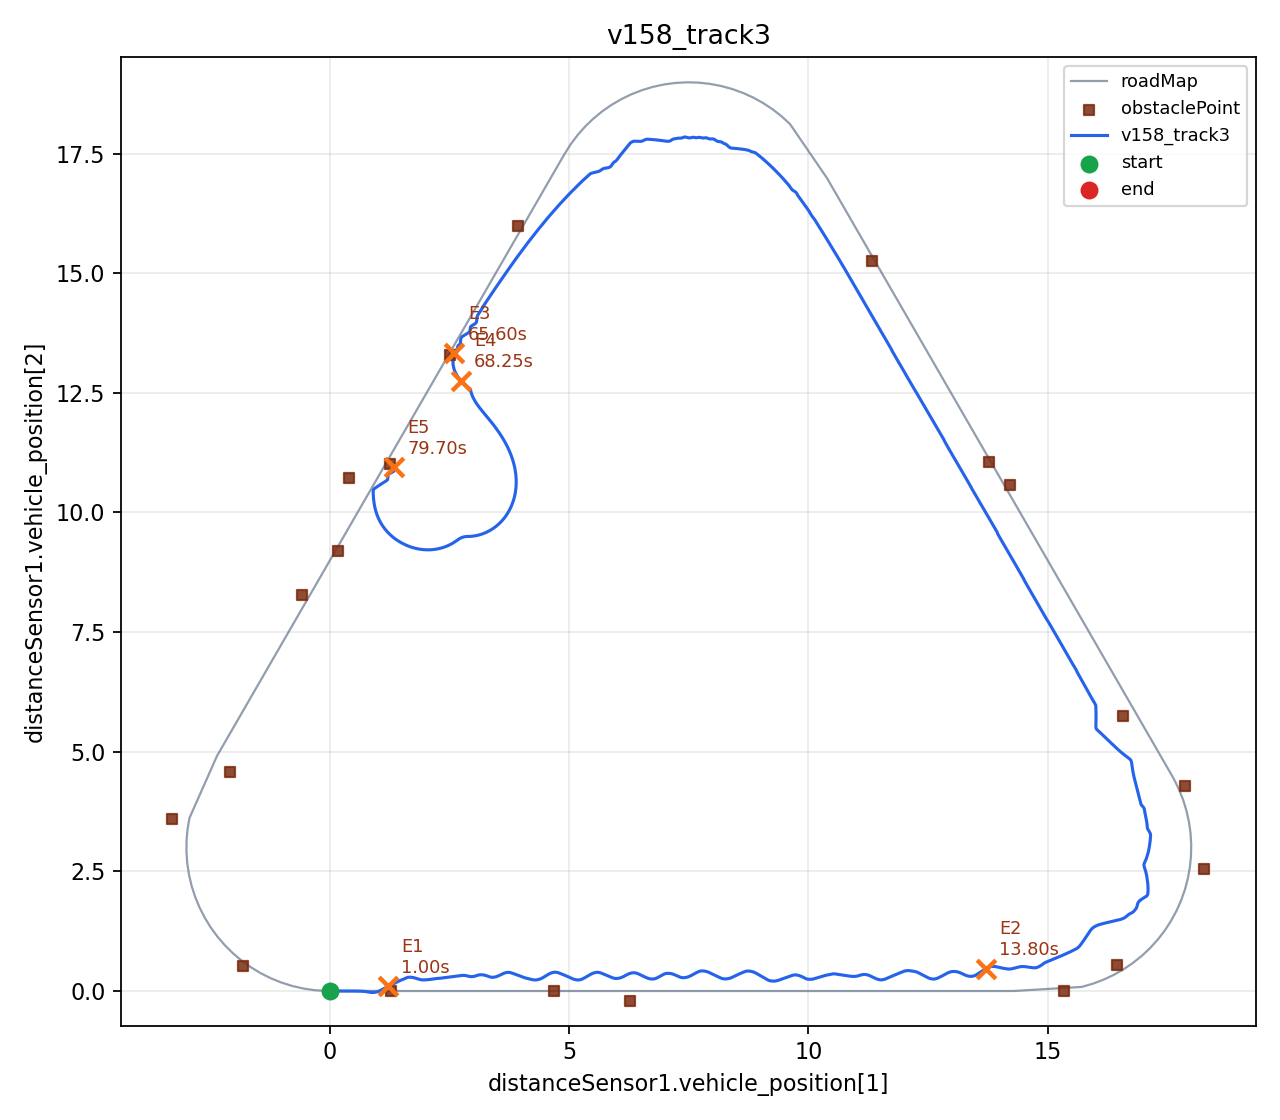 v158_track3
roadMap
obstaclePoint
v158_track3
start
end
distanceSensor1.vehicle_position[2]
17.5
15.0
12.5
10.0
7.5
5.0
2.5
0.0
E3
65.60s
E4
68.25s
E5
79.70s
E2
13.80s
E1
1.00s
0
5
10
15
distanceSensor1.vehicle_position[1]